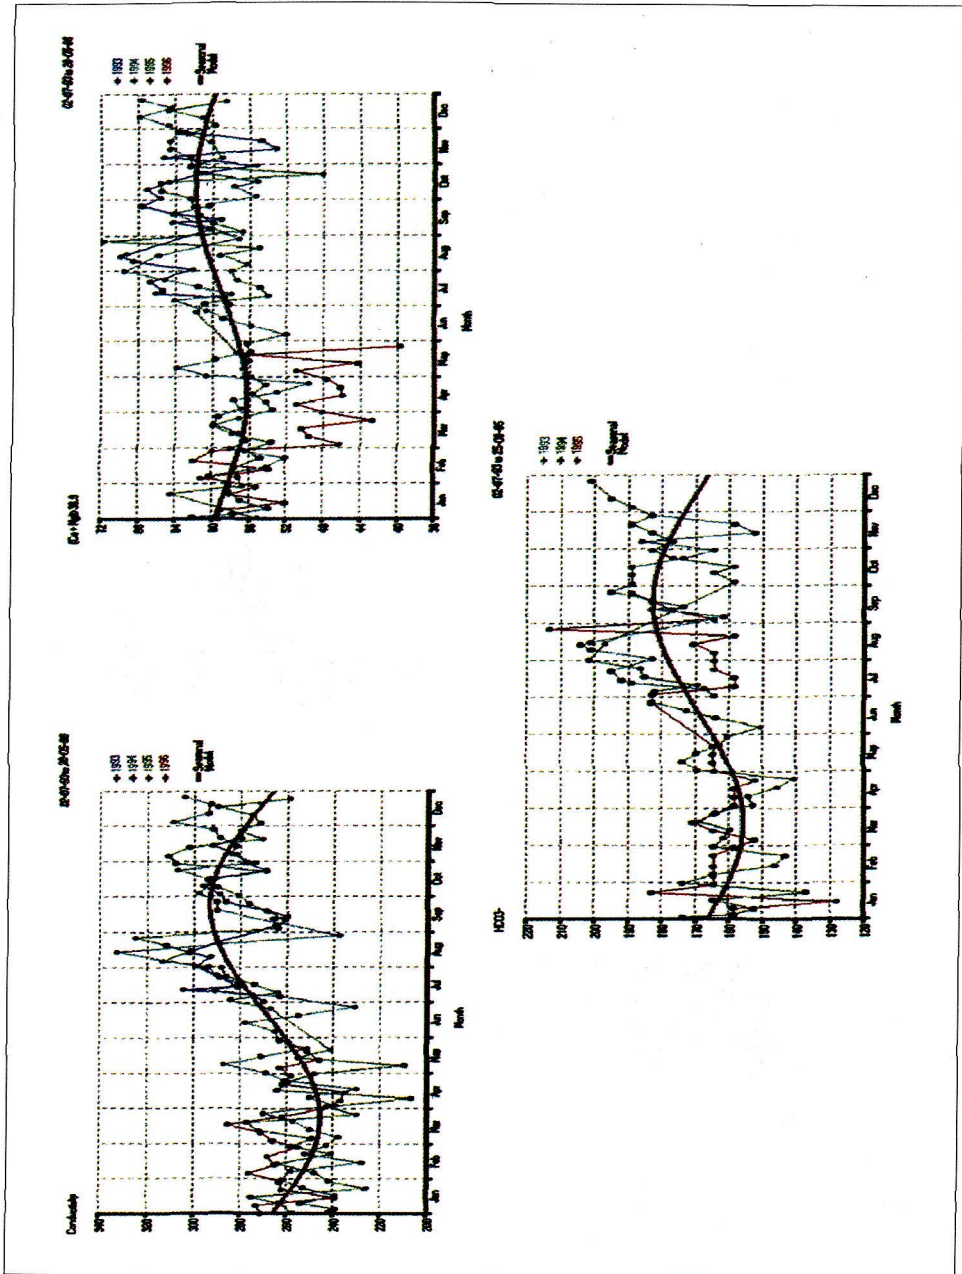 Conductivity
1993
1994
1995
1996
Seasonal
Model
340
320
300
280
260
240
220
200
Jan
Feb
Mar
Apr
May
Jun
Jul
Aug
Sep
Oct
Nov
Dec
Month
1993
1994
1995
1996
Seasonal
Model
72
68
64
60
56
52
48
44
40
36
Jan
Feb
Mar
Apr
May
Jun
Jul
Aug
Sep
Oct
Nov
Dec
Month
HCO3-
1993
1994
1995
Seasonal
Model
220
210
200
190
180
170
160
150
140
130
120
Jan
Feb
Mar
Apr
May
Jun
Jul
Aug
Sep
Oct
Nov
Dec
Month